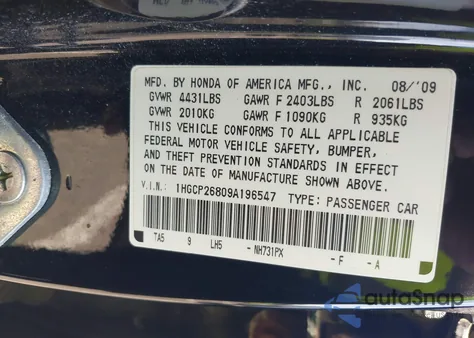 MFD. BY HONDA OF AMERICA MFG., INC. 08/'09
GVWR 4431LBS GAWR F 2403LBS R 2061LBS
GVWR 2010KG GAWR F 1090KG R 935KG
THIS VEHICLE CONFORMS TO ALL APPLICABLE
FEDERAL MOTOR VEHICLE SAFETY, BUMPER,
AND THEFT PREVENTION STANDARDS IN EFFECT
ON THE DATE OF MANUFACTURE SHOWN ABOVE.
V.I.N.: 1HGCP26809A196547 TYPE: PASSENGER CAR
TA5 9 LH5 -NH731PX -F -A
autoSnap